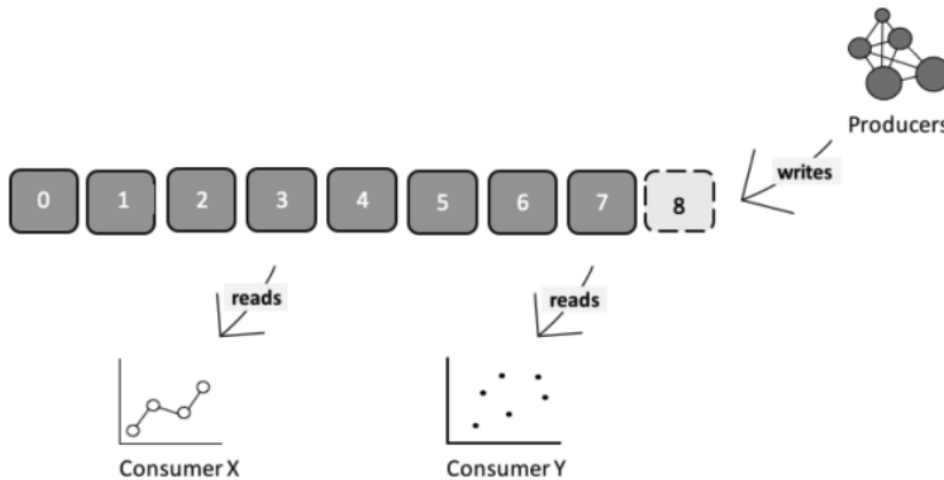 Producers
writes
0 1 2 3 4 5 6 7 8
reads reads
Consumer X Consumer Y